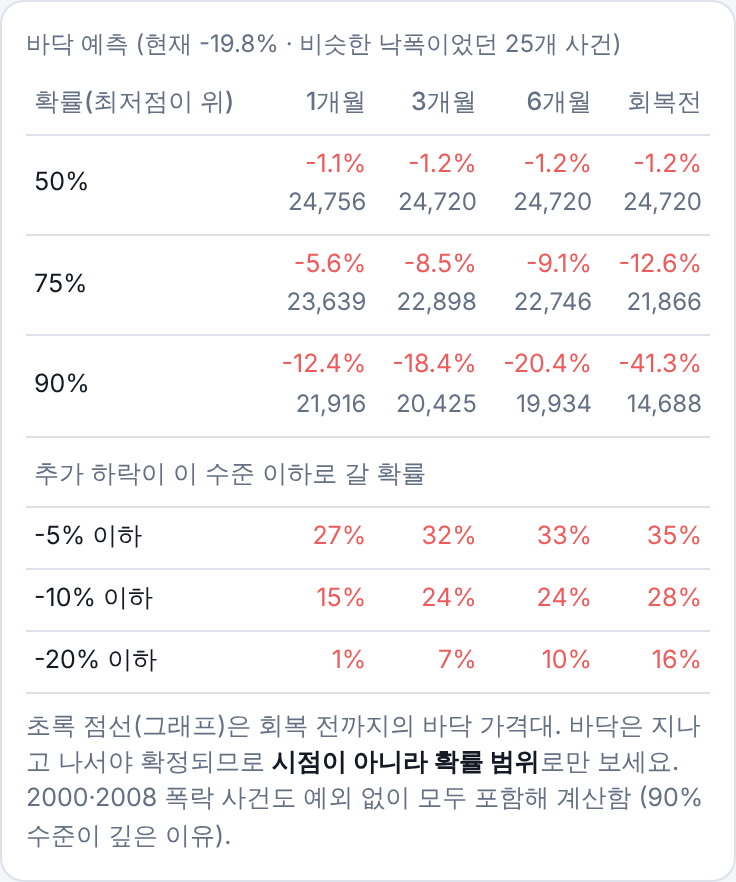 바닥 예측 (현재 -19.8% · 비슷한 낙폭이었던 25개 사건)
확률(최저점이 위) 1개월 3개월 6개월 회복전
50% -1.1% -1.2% -1.2% -1.2%
24,756 24,720 24,720 24,720
75% -5.6% -8.5% -9.1% -12.6%
23,639 22,898 22,746 21,866
90% -12.4% -18.4% -20.4% -41.3%
21,916 20,425 19,934 14,688
추가 하락이 이 수준 이하로 갈 확률
-5% 이하 27% 32% 33% 35%
-10% 이하 15% 24% 24% 28%
-20% 이하 1% 7% 10% 16%
초록 점선(그래프)은 회복 전까지의 바닥 가격대. 바닥은 지나
고 나서야 확정되므로 시점이 아니라 확률 범위로만 보세요.
2000·2008 폭락 사건도 예외 없이 모두 포함해 계산함 (90%
수준이 깊은 이유).